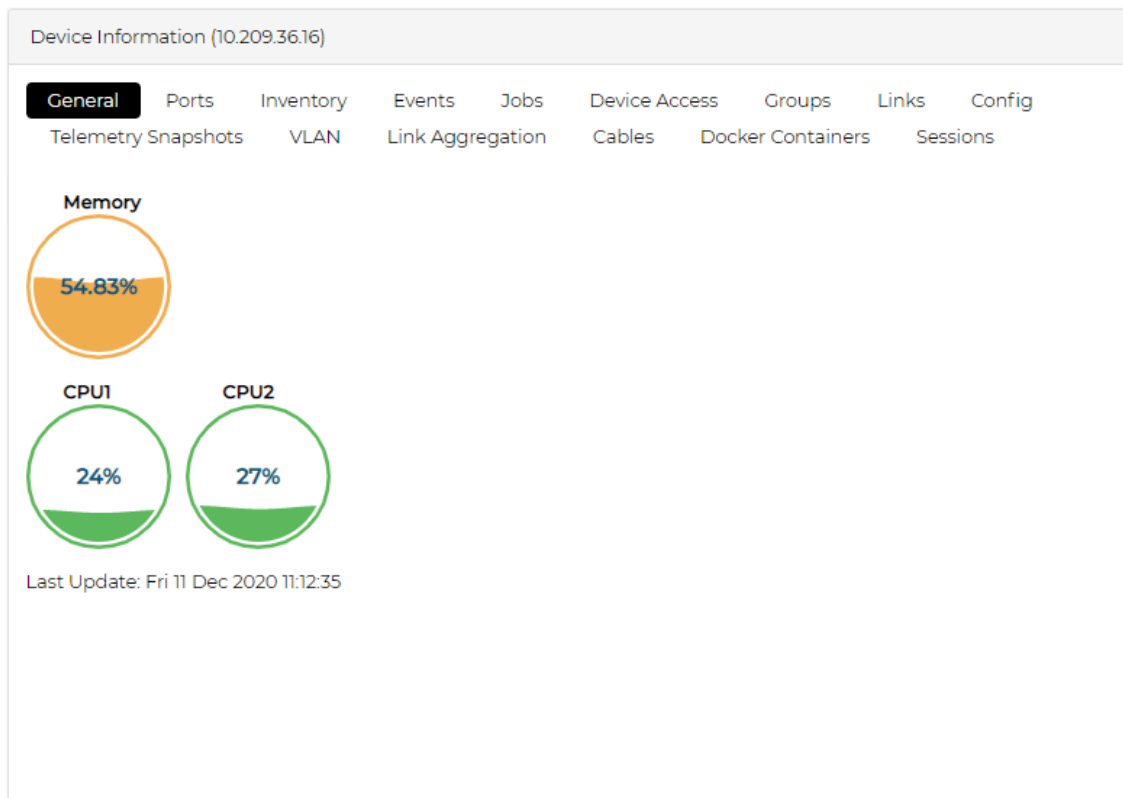 Device Information (10.209.36.16)
General Ports Inventory Events Jobs Device Access Groups Links Config
Telemetry Snapshots VLAN Link Aggregation Cables Docker Containers Sessions
Memory
54.83%
CPU1 CPU2
24% 27%
Last Update: Fri 11 Dec 2020 11:12:35